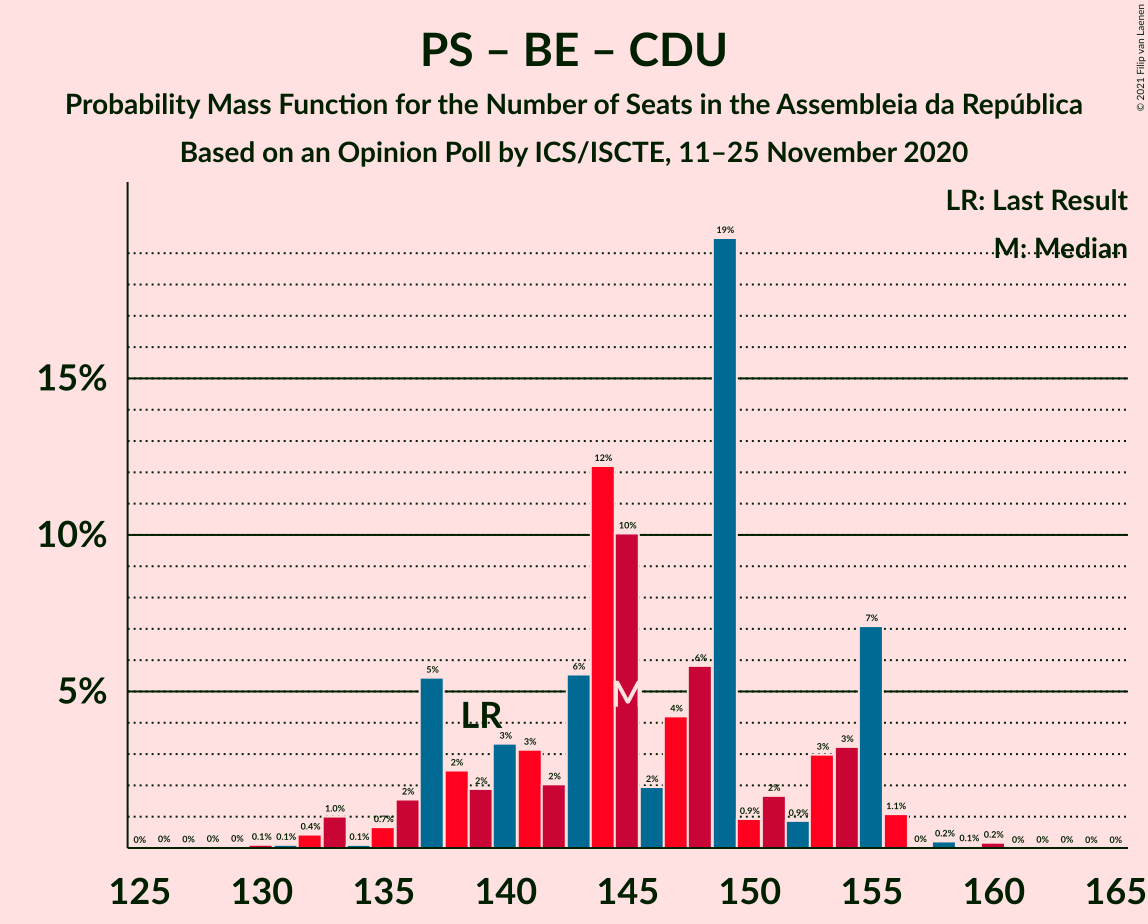 PS – BE – CDU
Probability Mass Function for the Number of Seats in the Assembleia da República
Based on an Opinion Poll by ICS/ISCTE, 11–25 November 2020
© 2021 Filip van Laenen
LR: Last Result
M: Median
15%
10%
5%
0% 0% 0% 0% 0% 0.1% 0.1% 0.4% 1.0% 0.1% 0.7% 2% 5% 2% 2% 3% 3% 2% 6% 12% 10% 2% 4% 6% 19% 0.9% 2% 0.9% 3% 3% 7% 1.1% 0% 0.2% 0.1% 0.2% 0% 0% 0% 0% 0%
LR
M
125 130 135 140 145 150 155 160 165